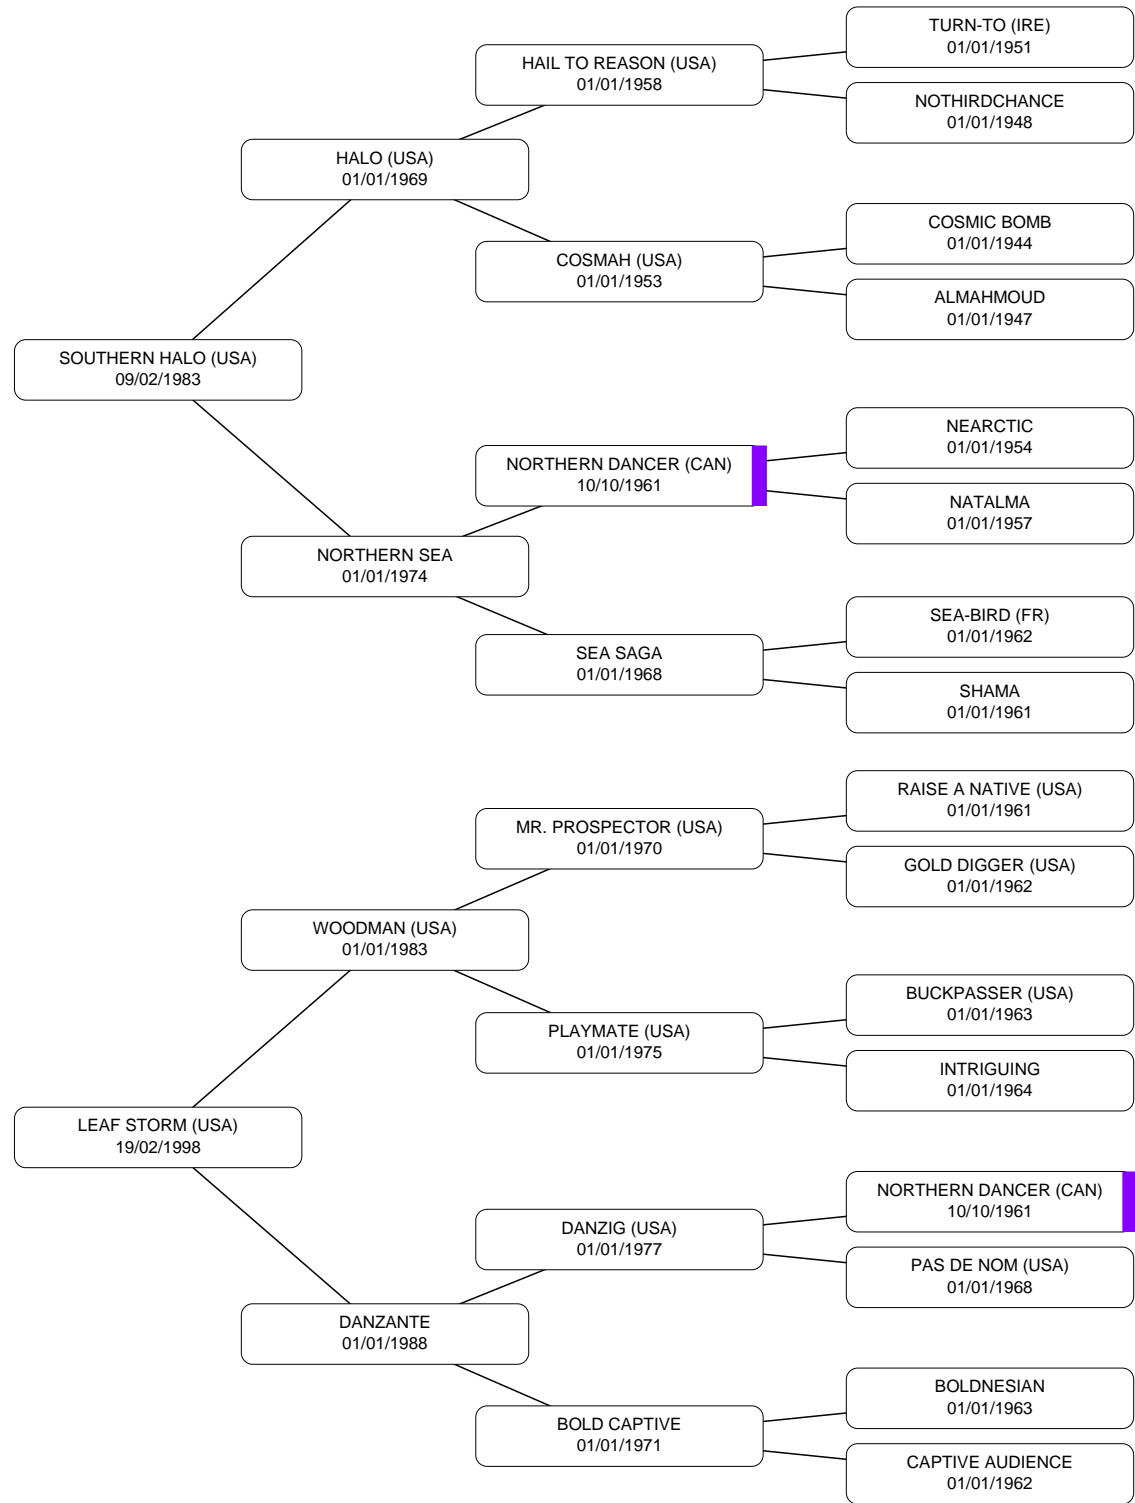 TURN-TO (IRE)
01/01/1951
HAIL TO REASON (USA)
01/01/1958
NOTHIRDCHANCE
01/01/1948
HALO (USA)
01/01/1969
COSMIC BOMB
01/01/1944
COSMAH (USA)
01/01/1953
ALMAHMOUD
01/01/1947
SOUTHERN HALO (USA)
09/02/1983
NEARCTIC
01/01/1954
NORTHERN DANCER (CAN)
10/10/1961
NATALMA
01/01/1957
NORTHERN SEA
01/01/1974
SEA-BIRD (FR)
01/01/1962
SEA SAGA
01/01/1968
SHAMA
01/01/1961
RAISE A NATIVE (USA)
01/01/1961
MR. PROSPECTOR (USA)
01/01/1970
GOLD DIGGER (USA)
01/01/1962
WOODMAN (USA)
01/01/1983
BUCKPASSER (USA)
01/01/1963
PLAYMATE (USA)
01/01/1975
INTRIGUING
01/01/1964
LEAF STORM (USA)
19/02/1998
NORTHERN DANCER (CAN)
10/10/1961
DANZIG (USA)
01/01/1977
PAS DE NOM (USA)
01/01/1968
DANZANTE
01/01/1988
BOLDNESIAN
01/01/1963
BOLD CAPTIVE
01/01/1971
CAPTIVE AUDIENCE
01/01/1962